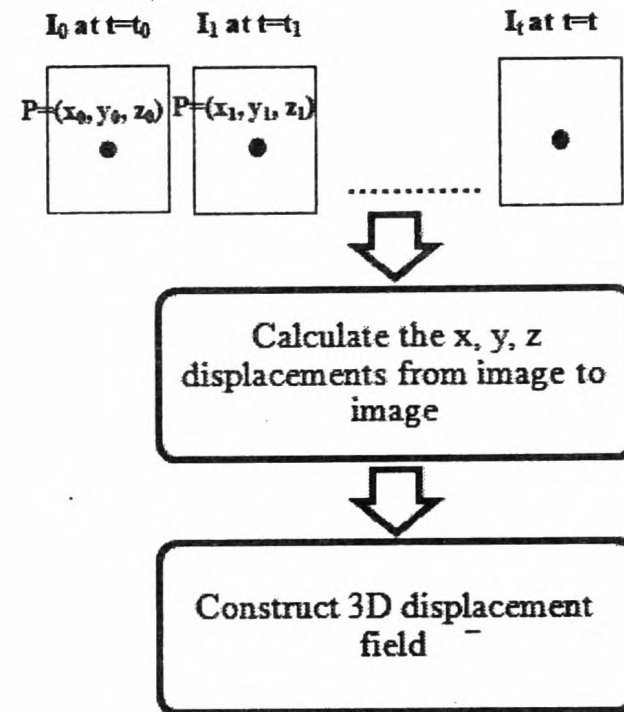 I₀ at t=t₀ I₁ at t=t₁ Iₜ at t=t
P=(x₀, y₀, z₀) P=(x₁, y₁, z₁)
Calculate the x, y, z
displacements from image to
image
Construct 3D displacement
field